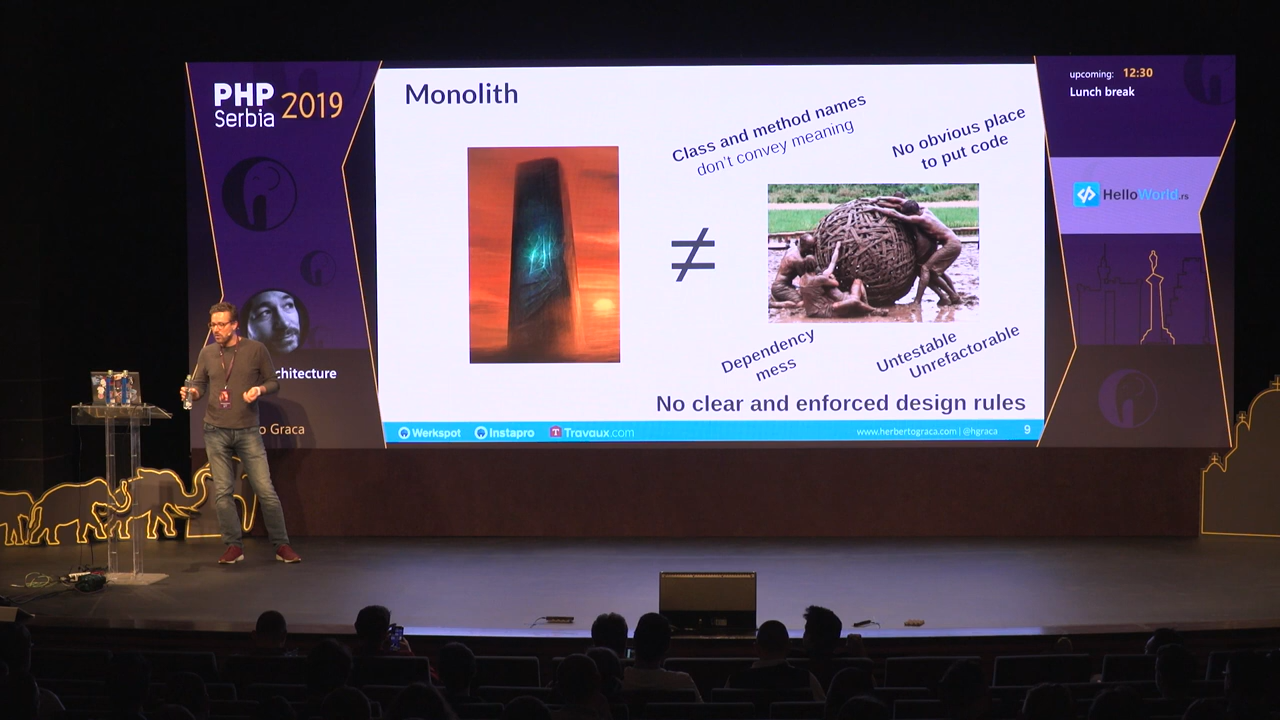 PHP
Serbia 2019
chitecture
o Graca
Monolith
Class and method names
don't convey meaning
No obvious place
to put code
≠
Dependency
mess
Untestable
Unrefactorable
No clear and enforced design rules
Werkspot Instapro Travaux.com
www.herbertograca.com | @hgraca 9
upcoming: 12:30
Lunch break
HelloWorld.rs